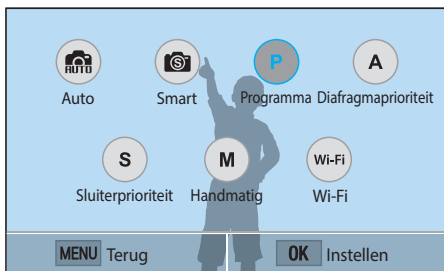 AUTO S P A
Auto Smart Programma Diafragmaprioriteit
S M Wi-Fi
Sluiterprioriteit Handmatig Wi-Fi
MENU Terug OK Instellen